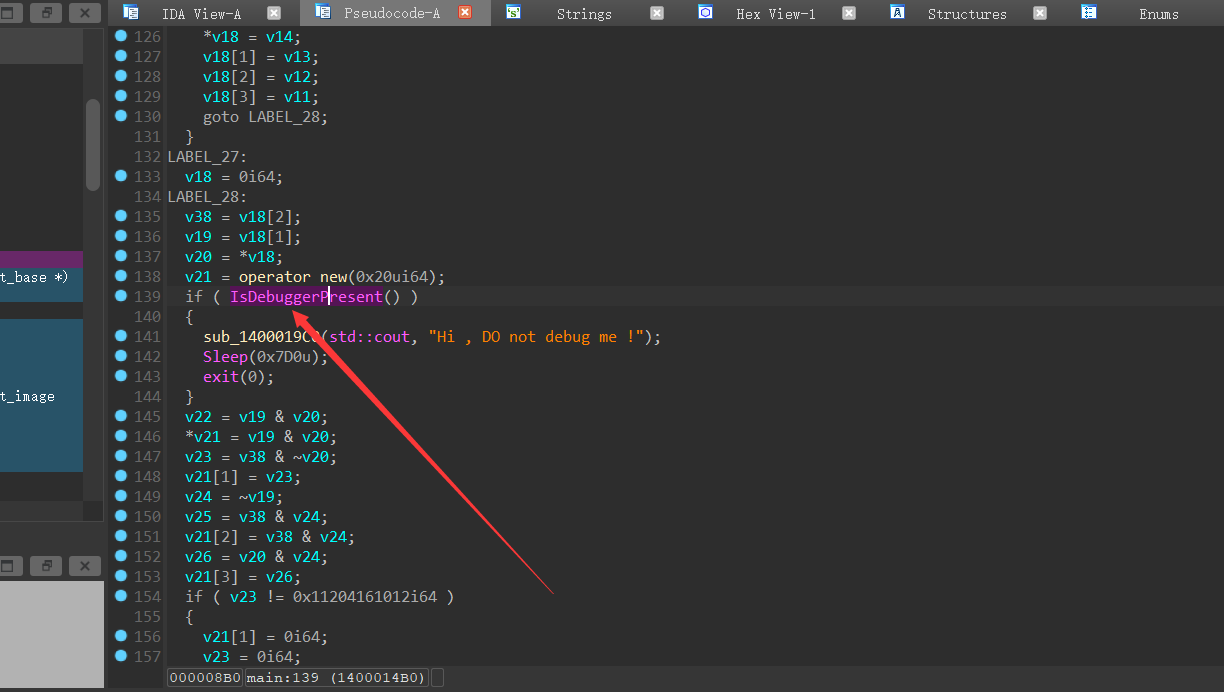 IDA View-A Pseudocode-A Strings Hex View-1 Structures Enums
126 *v18 = v14;
127 v18[1] = v13;
128 v18[2] = v12;
129 v18[3] = v11;
130 goto LABEL_28;
131 }
132 LABEL_27:
133 v18 = 0i64;
134 LABEL_28:
135 v38 = v18[2];
136 v19 = v18[1];
137 v20 = *v18;
t_base *)
138 v21 = operator new(0x20ui64);
139 if ( IsDebuggerPresent() )
140 {
141 sub_1400019C0(std::cout, "Hi , DO not debug me !");
142 Sleep(0x7D0u);
143 exit(0);
144 }
t_image
145 v22 = v19 & v20;
146 *v21 = v19 & v20;
147 v23 = v38 & ~v20;
148 v21[1] = v23;
149 v24 = ~v19;
150 v25 = v38 & v24;
151 v21[2] = v38 & v24;
152 v26 = v20 & v24;
153 v21[3] = v26;
154 if ( v23 != 0x11204161012i64 )
155 {
156 v21[1] = 0i64;
157 v23 = 0i64;
000008B0 main:139 (1400014B0)